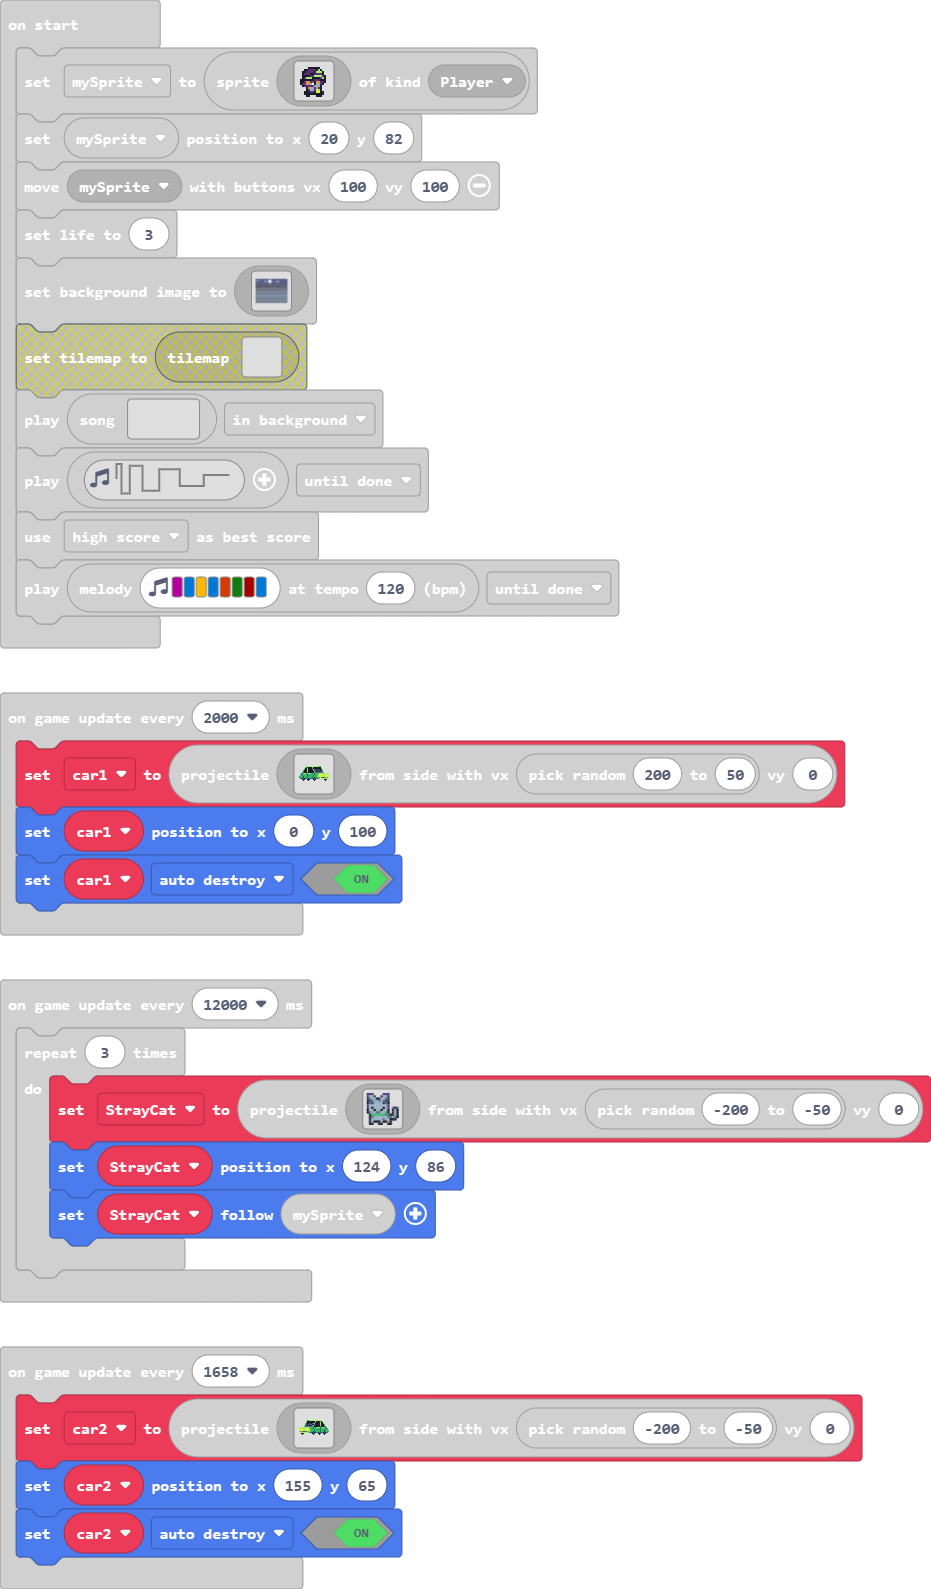 on start
set mySprite to sprite of kind Player
set mySprite position to x 20 y 82
move mySprite with buttons vx 100 vy 100
set life to 3
set background image to
set tilemap to tilemap
play song in background
play until done
use high score as best score
play melody at tempo 120 (bpm) until done
on game update every 2000 ms
set car1 to projectile from side with vx pick random 200 to 50 vy 0
set car1 position to x 0 y 100
set car1 auto destroy ON
on game update every 12000 ms
repeat 3 times
do
set StrayCat to projectile from side with vx pick random -200 to -50 vy 0
set StrayCat position to x 124 y 86
set StrayCat follow mySprite
on game update every 1658 ms
set car2 to projectile from side with vx pick random -200 to -50 vy 0
set car2 position to x 155 y 65
set car2 auto destroy ON